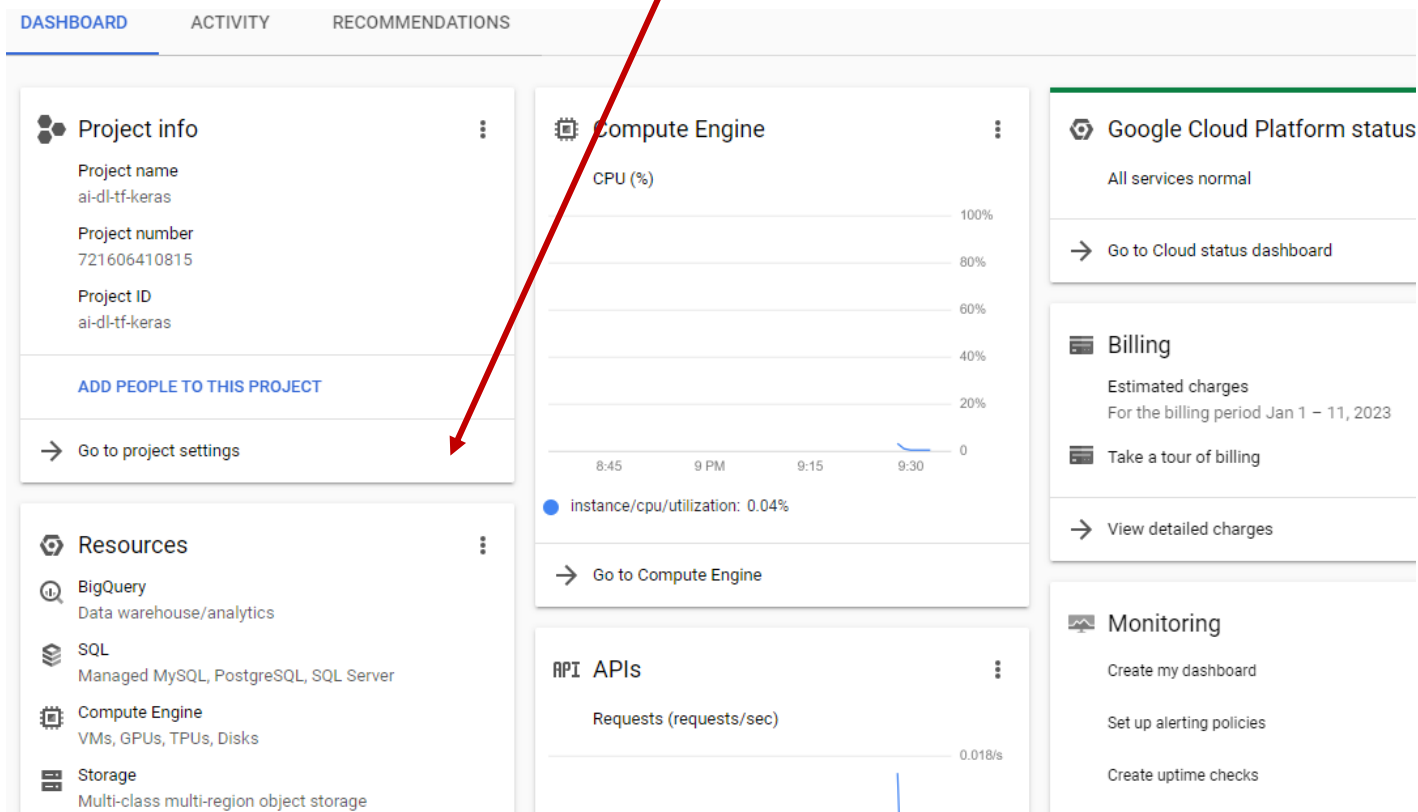 DASHBOARD ACTIVITY RECOMMENDATIONS
Project info
Project name
ai-dl-tf-keras
Project number
721606410815
Project ID
ai-dl-tf-keras
ADD PEOPLE TO THIS PROJECT
Go to project settings
Resources
BigQuery
Data warehouse/analytics
SQL
Managed MySQL, PostgreSQL, SQL Server
Compute Engine
VMs, GPUs, TPUs, Disks
Storage
Multi-class multi-region object storage
Compute Engine
CPU (%)
100%
80%
60%
40%
20%
0
8:45 9 PM 9:15 9:30
instance/cpu/utilization: 0.04%
Go to Compute Engine
API APIs
Requests (requests/sec)
0.018/s
Google Cloud Platform status
All services normal
Go to Cloud status dashboard
Billing
Estimated charges
For the billing period Jan 1 – 11, 2023
Take a tour of billing
View detailed charges
Monitoring
Create my dashboard
Set up alerting policies
Create uptime checks